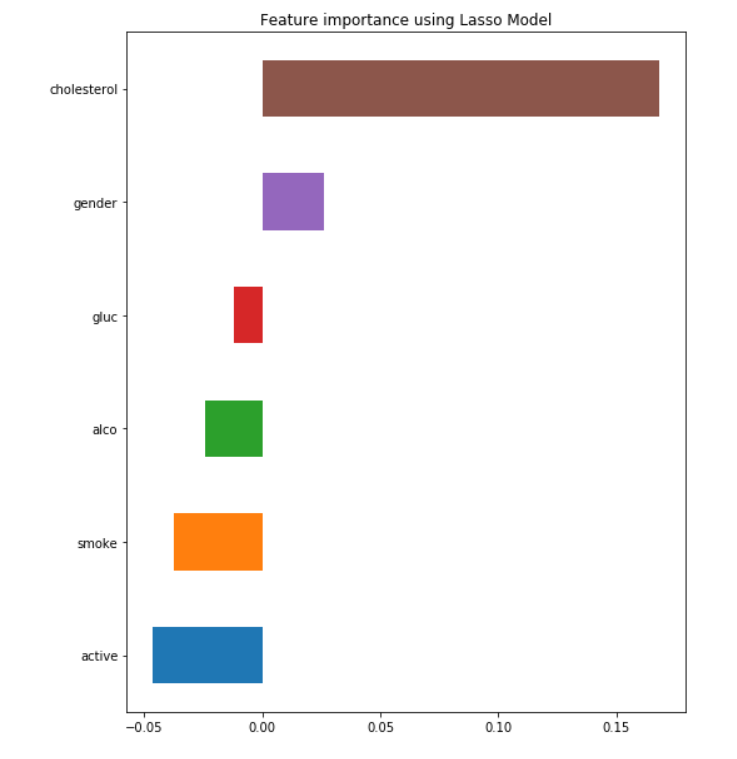 Feature importance using Lasso Model
cholesterol
gender
gluc
alco
smoke
active
−0.05 0.00 0.05 0.10 0.15